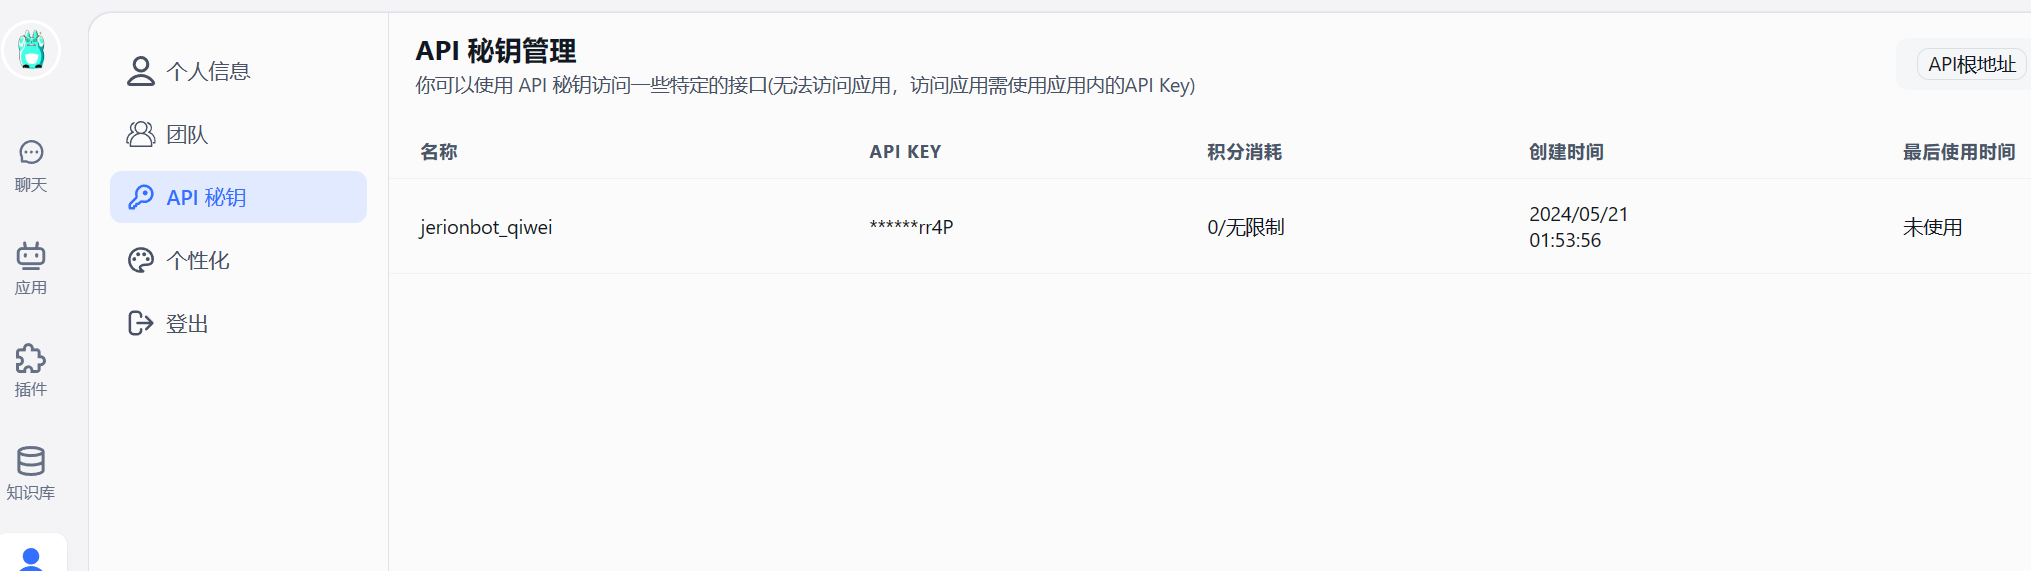 聊天
应用
插件
知识库
个人信息
团队
API 秘钥
个性化
登出
API 秘钥管理
你可以使用 API 秘钥访问一些特定的接口(无法访问应用，访问应用需使用应用内的API Key)
API根地址
名称 API KEY 积分消耗 创建时间 最后使用时间
jerionbot_qiwei ******rr4P 0/无限制 2024/05/21 01:53:56 未使用